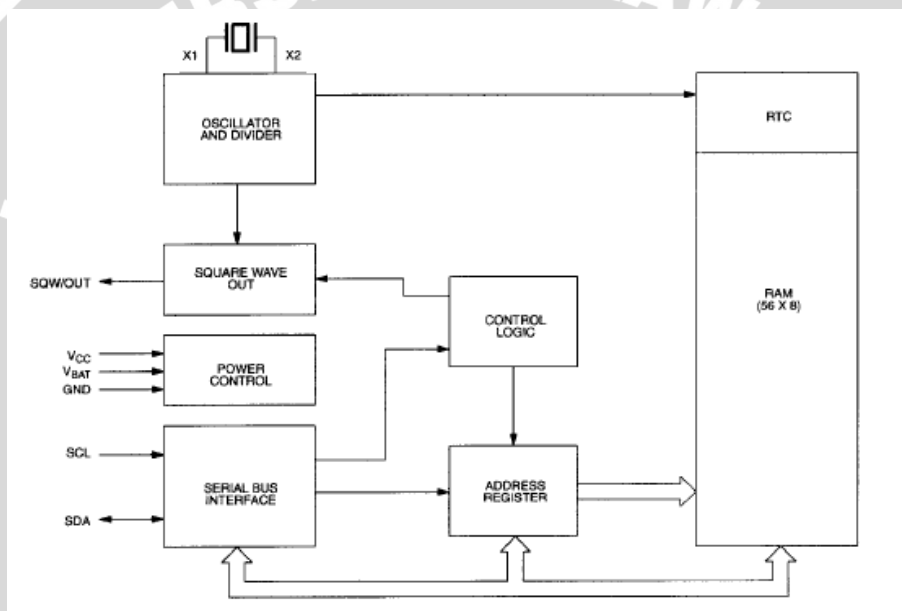 X1
X2
OSCILLATOR
AND DIVIDER
RTC
SQUARE WAVE
OUT
SQW/OUT
RAM
(56 X 8)
CONTROL
LOGIC
VCC
VBAT
GND
POWER
CONTROL
SCL
SERIAL BUS
INTERFACE
ADDRESS
REGISTER
SDA